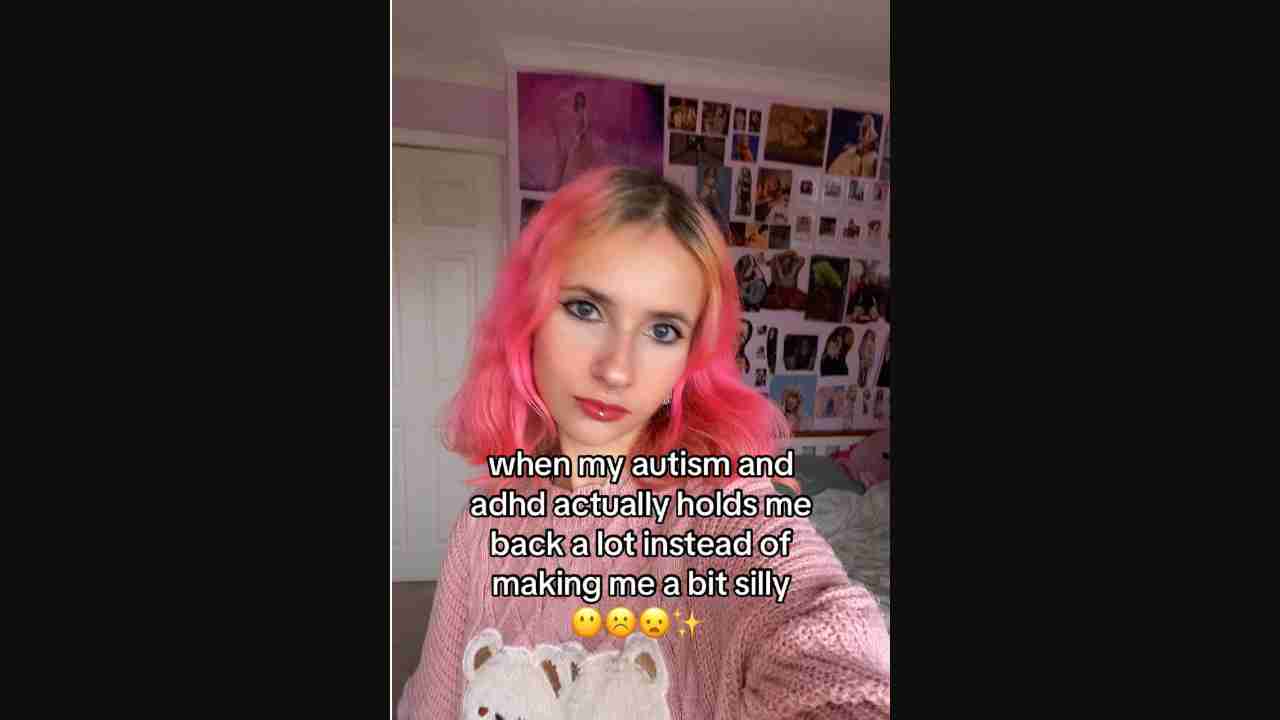 when my autism and
adhd actually holds me
back a lot instead of
making me a bit silly
😶☹️😦✨